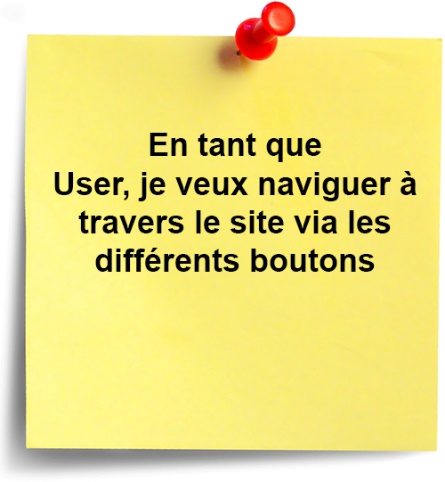 En tant que
User, je veux naviguer à
travers le site via les
différents boutons